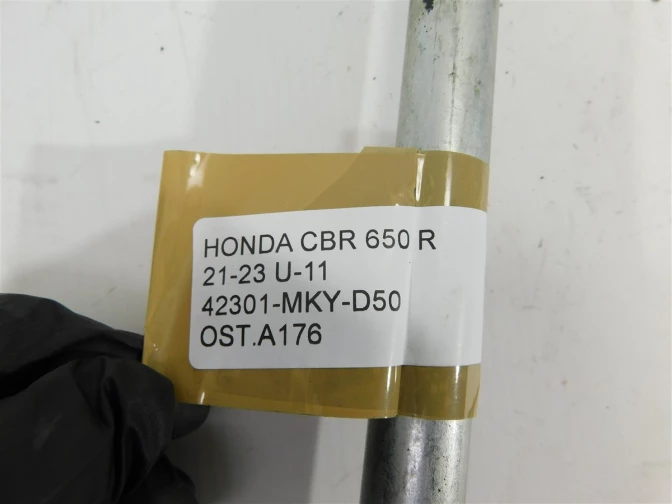 HONDA CBR 650 R
21-23 U-11
42301-MKY-D50
OST.A176